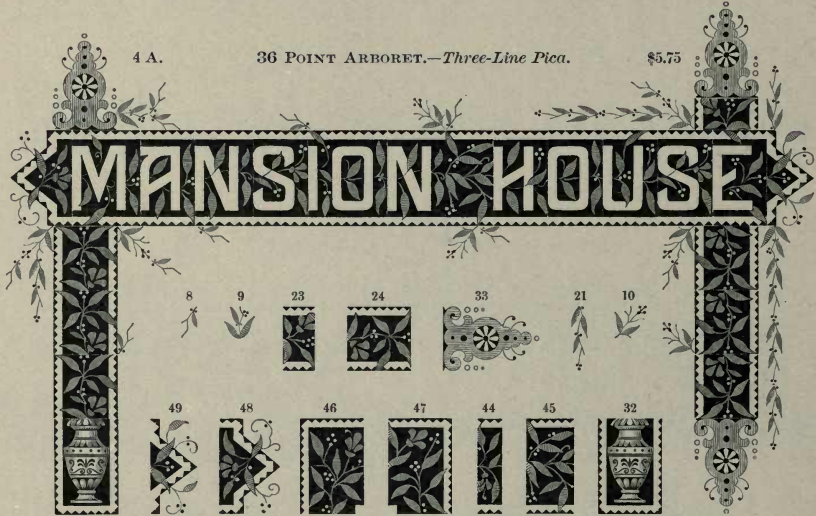 4 A. 36 POINT ARBORET.—Three-Line Pica. $5.75
MANSION HOUSE
8 9 23 24 33 21 10
49 48 46 47 44 45 32